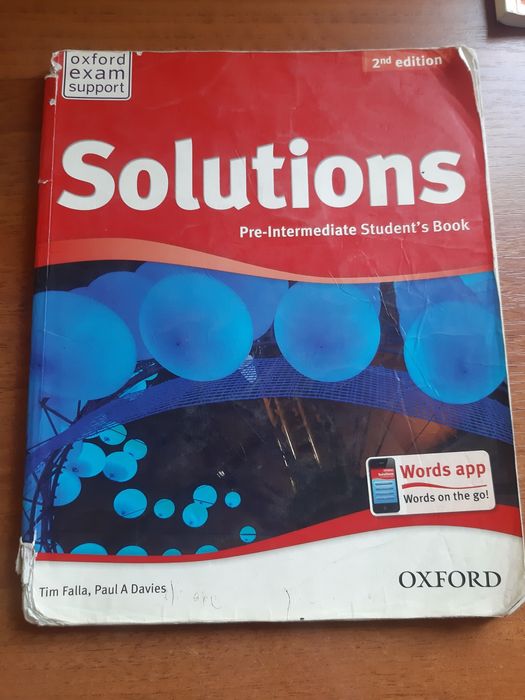 oxford
exam
support
2nd edition
Solutions
Pre-Intermediate Student's Book
Words app
Words on the go!
Tim Falla, Paul A Davies
OXFORD